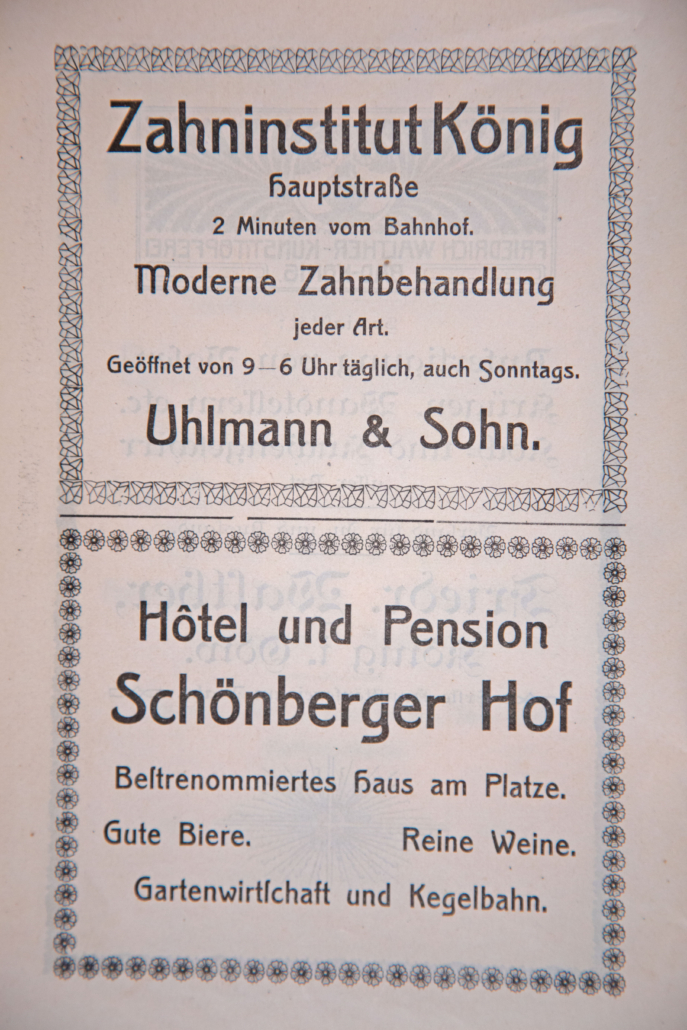 Zahninstitut König
Hauptstraße
2 Minuten vom Bahnhof.
Moderne Zahnbehandlung
jeder Art.
Geöffnet von 9—6 Uhr täglich, auch Sonntags.
Uhlmann & Sohn.
Hôtel und Pension
Schönberger Hof
Beſtrenommiertes Haus am Platze.
Gute Biere. Reine Weine.
Gartenwirtſchaft und Kegelbahn.